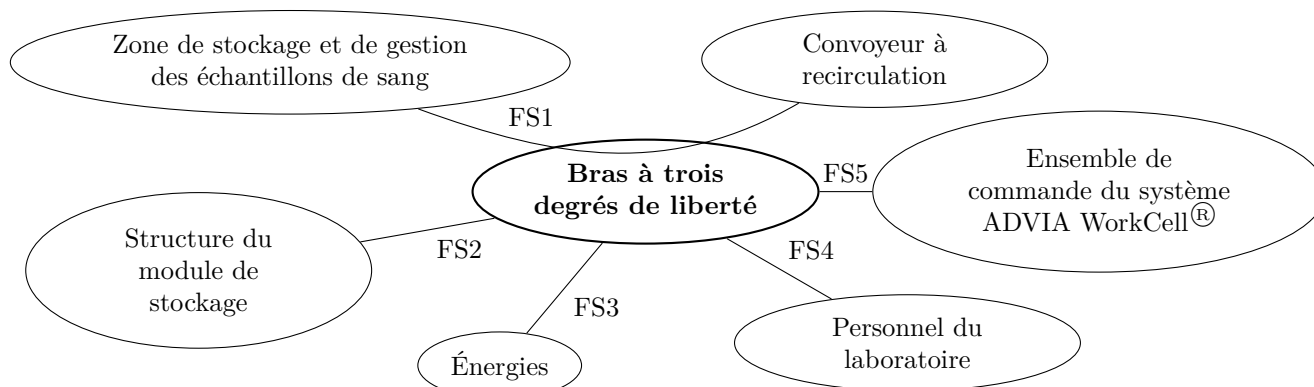 Zone de stockage et de gestion
des échantillons de sang
Convoyeur à
recirculation
FS1
Bras à trois
degrés de liberté
FS5
Ensemble de
commande du système
ADVIA WorkCell®
Structure du
module de
stockage
FS2
FS4
FS3
Énergies
Personnel du
laboratoire